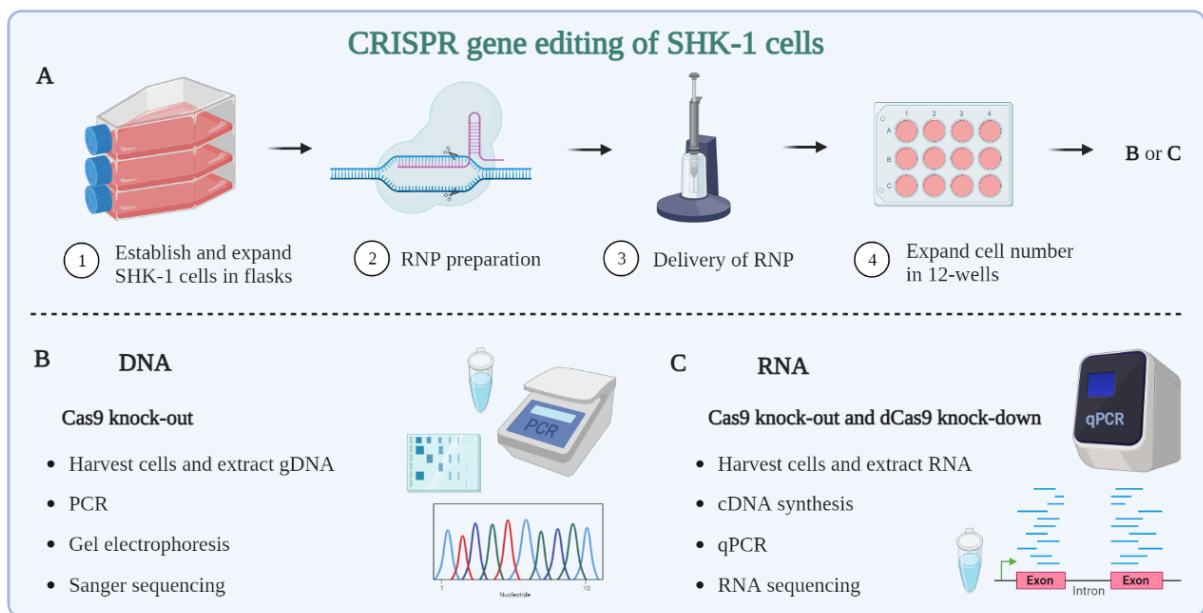 CRISPR gene editing of SHK-1 cells
A
1 2 3 4
A
B
C
B or C
1 Establish and expand
SHK-1 cells in flasks
2 RNP preparation
3 Delivery of RNP
4 Expand cell number
in 12-wells
B DNA
Cas9 knock-out
• Harvest cells and extract gDNA
• PCR
• Gel electrophoresis
• Sanger sequencing
PCR
1 10
Nucleotide
C RNA
Cas9 knock-out and dCas9 knock-down
• Harvest cells and extract RNA
• cDNA synthesis
• qPCR
• RNA sequencing
qPCR
Exon Exon
Intron